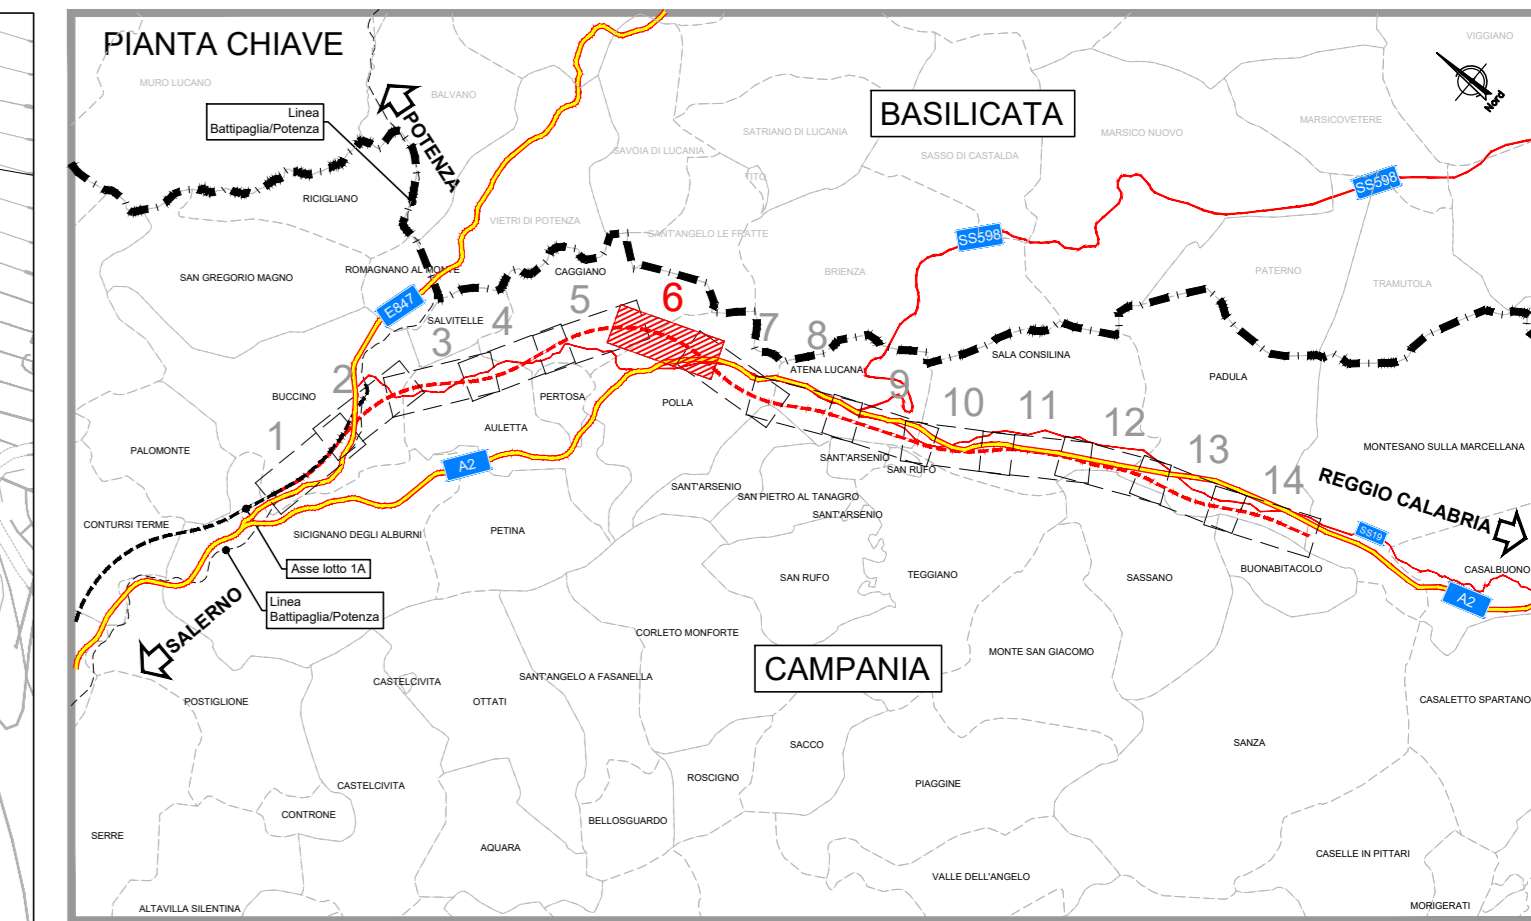 PIANTA CHIAVE
VIGGIANO
MURO LUCANO
BALVANO
Nord
Linea
Battipaglia/Potenza
POTENZA
BASILICATA
SATRIANO DI LUCANIA
MARSICO NUOVO
MARSICOVETERE
SAVOIA DI LUCANIA
SASSO DI CASTALDA
TITO
SS598
RICIGLIANO
VIETRI DI POTENZA
SANT'ANGELO LE FRATTE
SS598
SAN GREGORIO MAGNO
ROMAGNANO AL MONTE
CAGGIANO
BRIENZA
PATERNO
TRAMUTOLA
E847
SALVITELLE
3
4
5
6
7
8
SALA CONSILINA
ATENA LUCANA
PADULA
2
BUCCINO
PERTOSA
POLLA
9
10
11
12
AULETTA
1
PALOMONTE
A2
SANT'ARSENIO
SAN RUFO
13
MONTESANO SULLA MARCELLANA
14
REGGIO CALABRIA
SANT'ARSENIO
SAN PIETRO AL TANAGRO
SANT'ARSENIO
CONTURSI TERME
SICIGNANO DEGLI ALBURNI
PETINA
SS19
Asse lotto 1A
SAN RUFO
TEGGIANO
SASSANO
BUONABITACOLO
CASALBUONO
A2
Linea
Battipaglia/Potenza
SALERNO
CORLETO MONFORTE
MONTE SAN GIACOMO
CAMPANIA
CASTELCIVITA
SANT'ANGELO A FASANELLA
POSTIGLIONE
OTTATI
CASALETTO SPARTANO
SACCO
SANZA
ROSCIGNO
PIAGGINE
CASTELCIVITA
CONTRONE
BELLOSGUARDO
SERRE
AQUARA
CASELLE IN PITTARI
VALLE DELL'ANGELO
ALTAVILLA SILENTINA
MORIGERATI